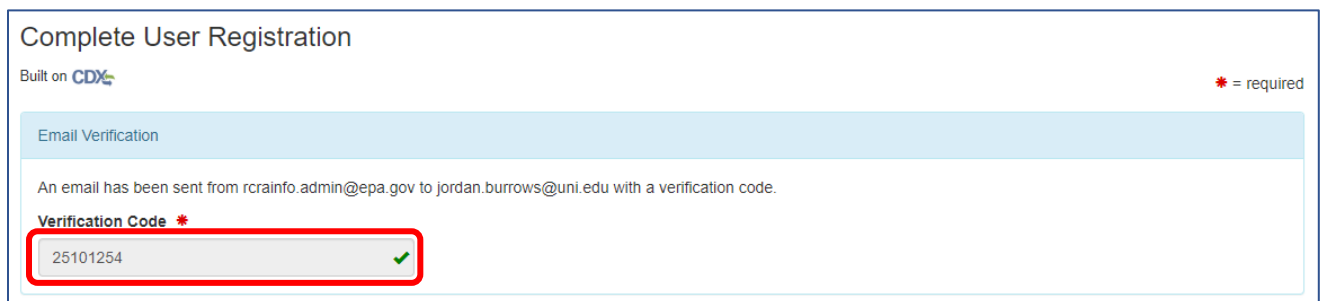 Complete User Registration
Built on CDX
* = required
Email Verification
An email has been sent from rcrainfo.admin@epa.gov to jordan.burrows@uni.edu with a verification code.
Verification Code *
25101254